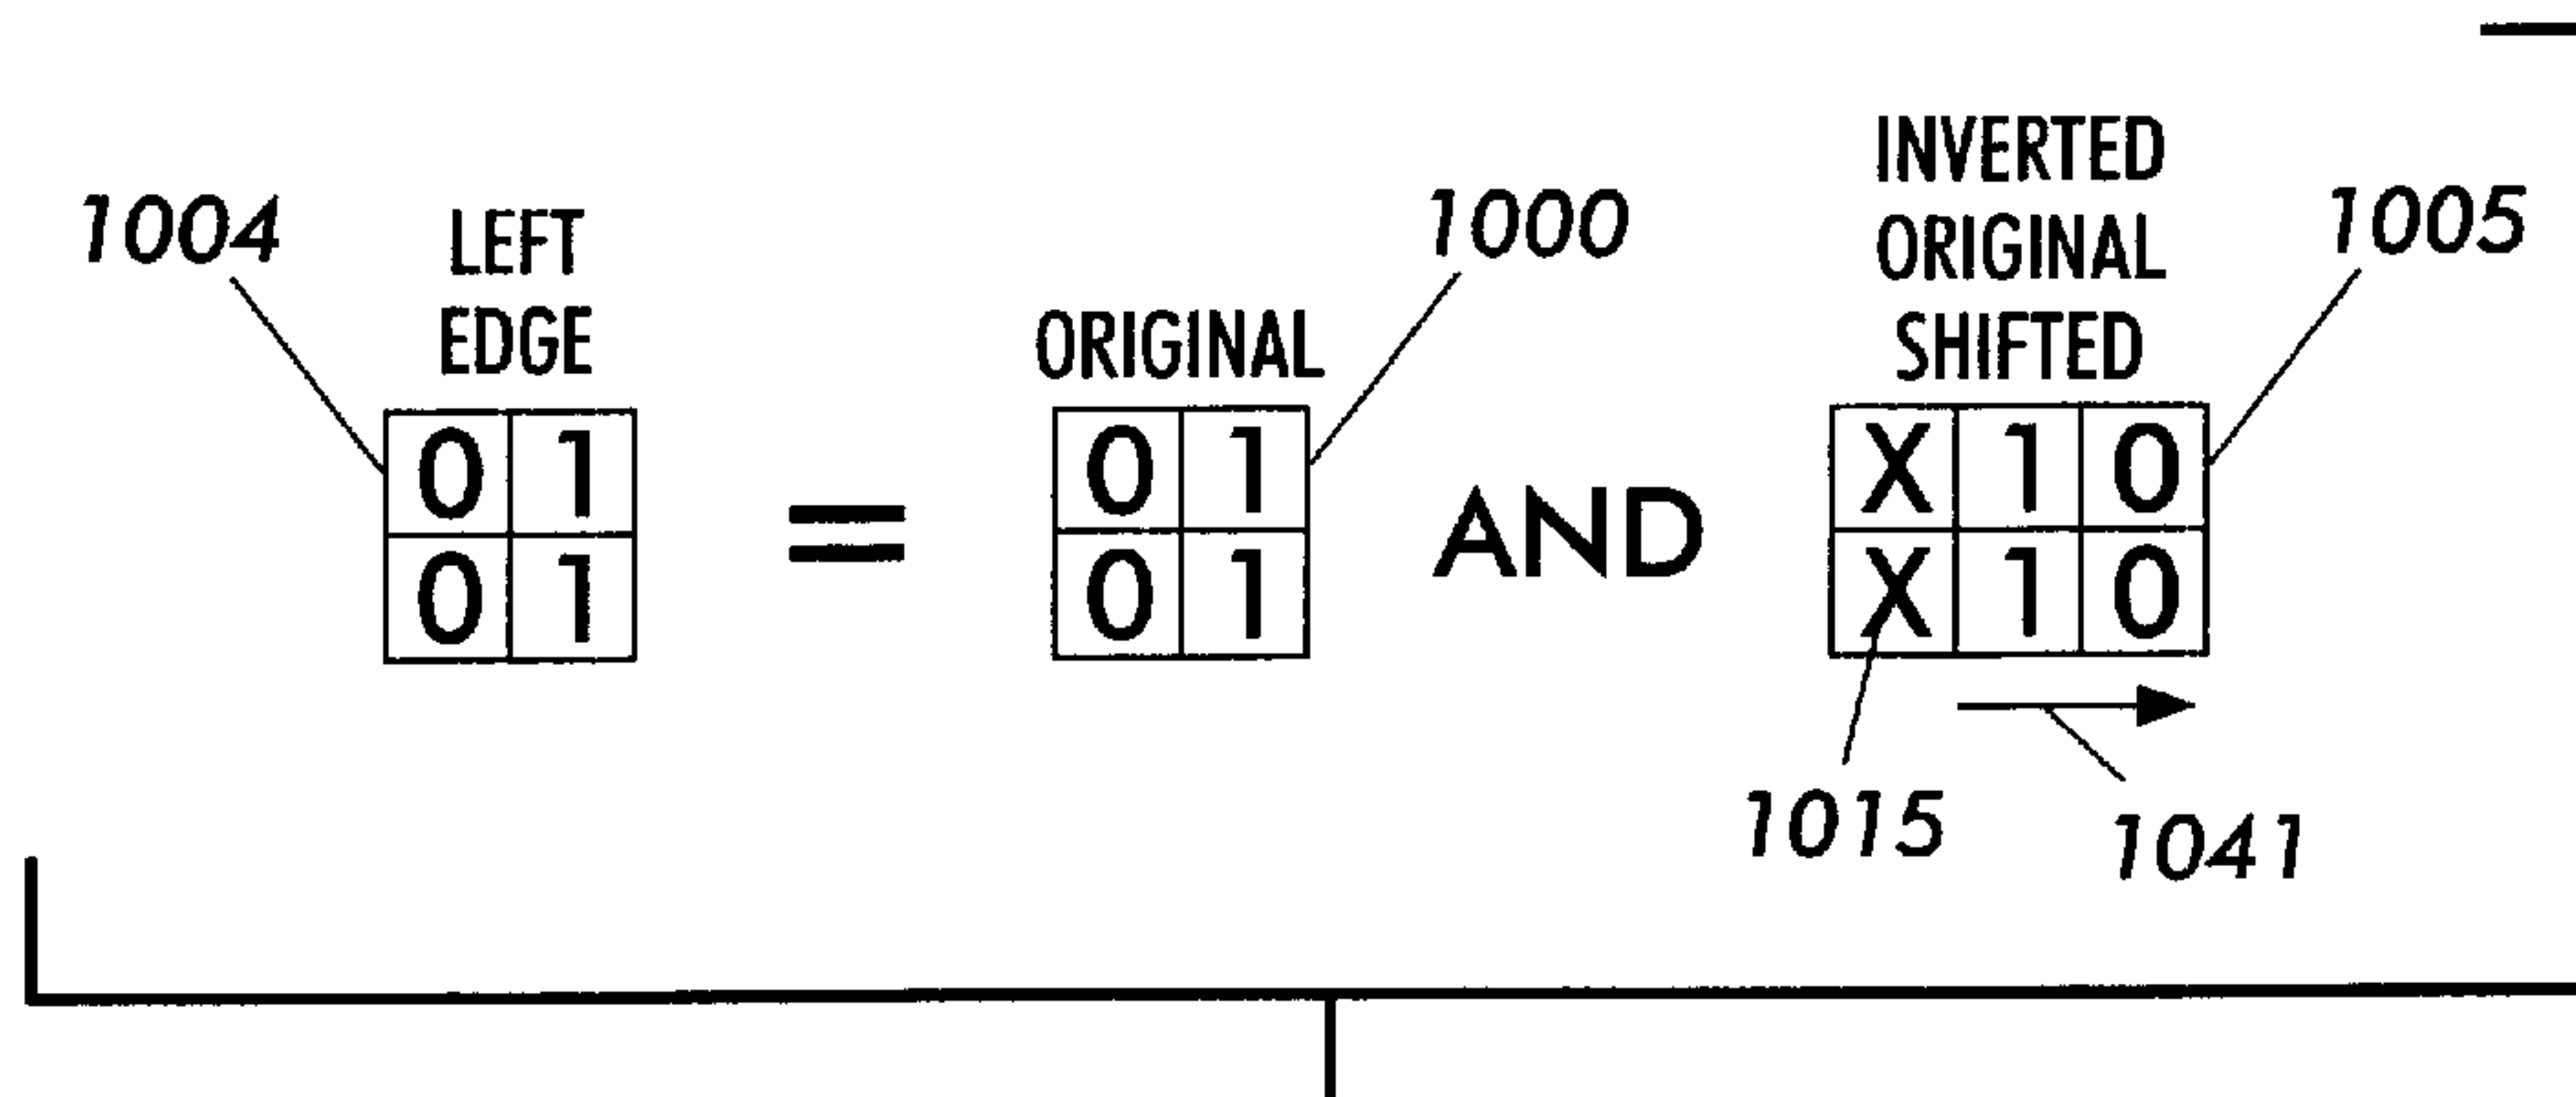 1004
LEFT
EDGE
0 1
0 1
=
1000
ORIGINAL
0 1
0 1
AND
INVERTED
ORIGINAL
SHIFTED
1005
X 1 0
X 1 0
1015
1041